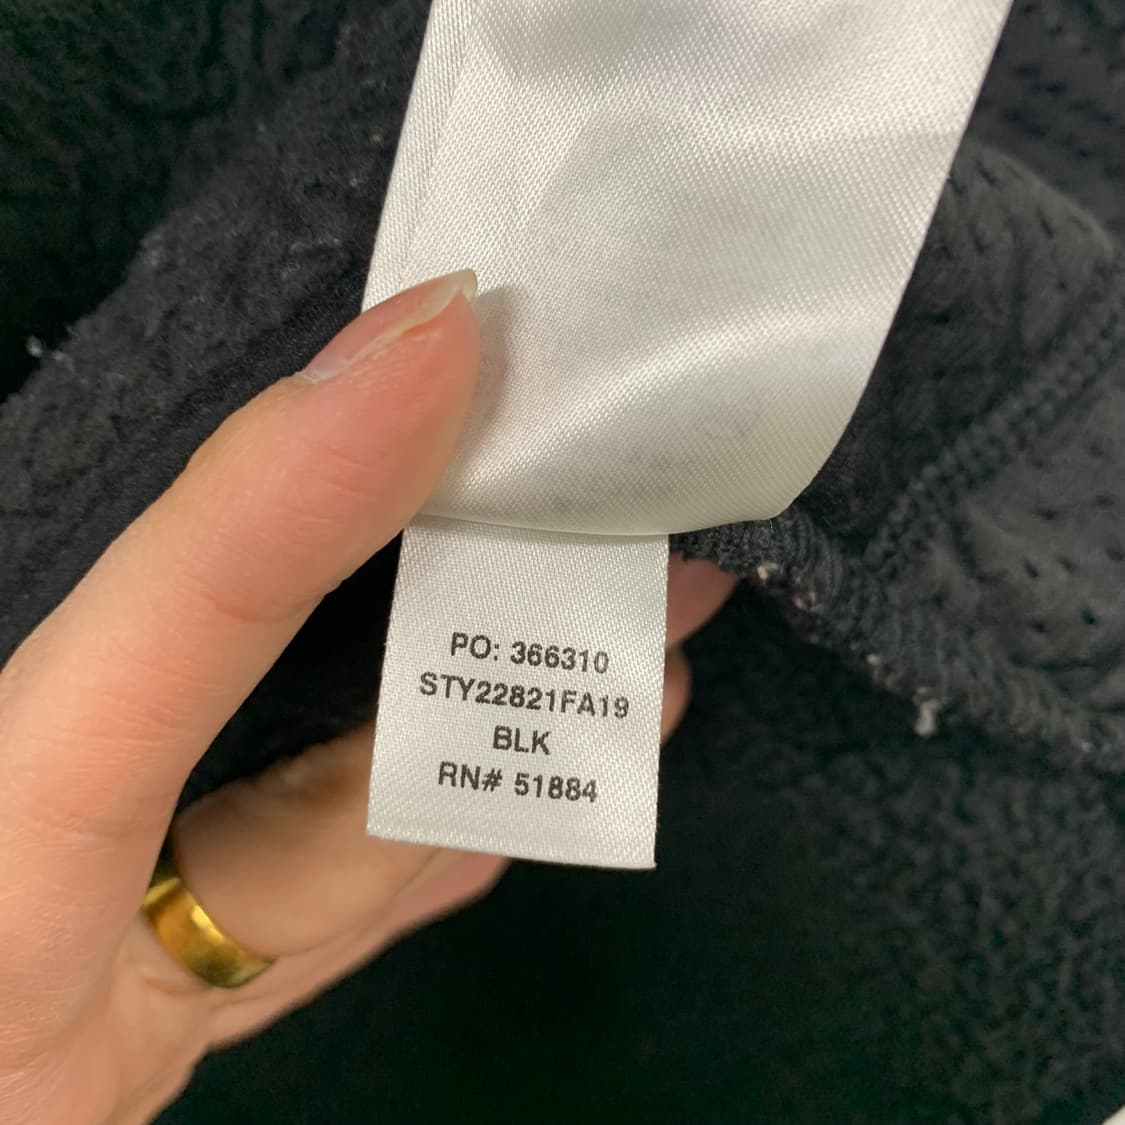 PO: 366310
STY22821FA19
BLK
RN# 51884